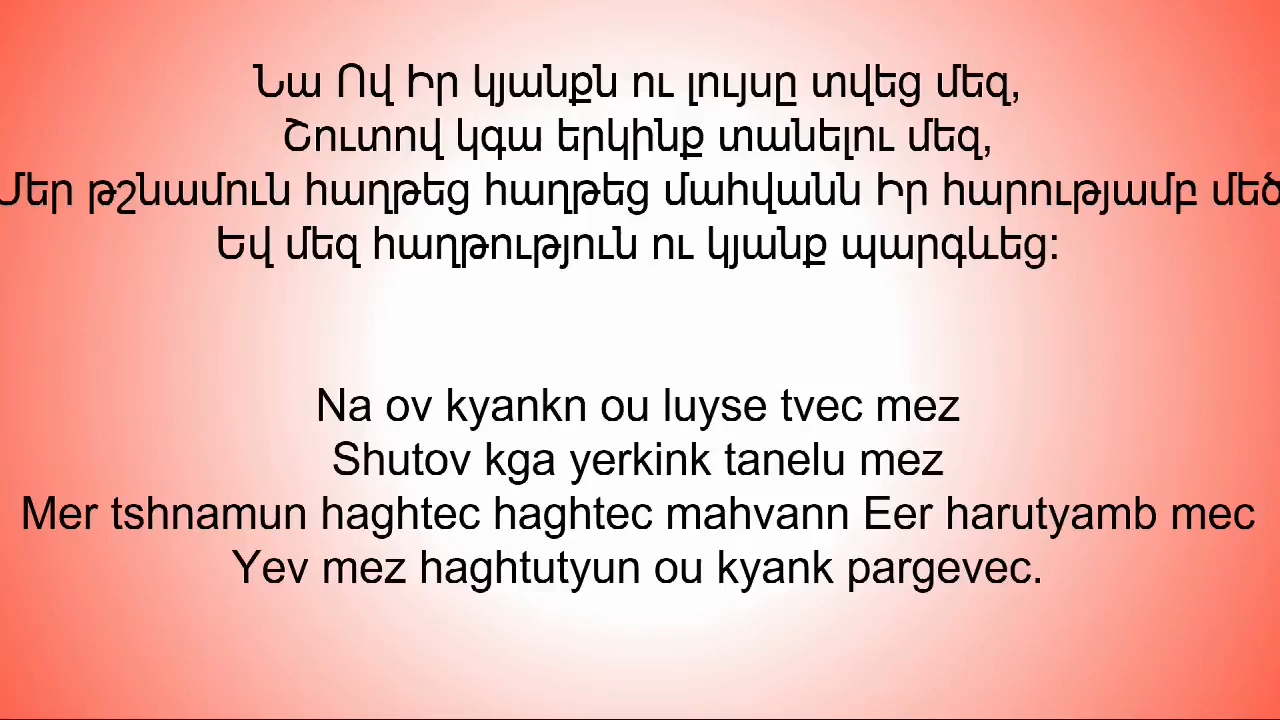 Նա Ով Իր կյանքն ու լույսը տվեց մեզ,
Շուտով կգա երկինք տանելու մեզ,
Մեր թշնամուն հաղթեց հաղթեց մահվանն Իր հարությամբ մեծ
Եվ մեզ հաղթություն ու կյանք պարգևեց:
Na ov kyankn ou luyse tvec mez
Shutov kga yerkink tanelu mez
Mer tshnamun haghtec haghtec mahvann Eer harutyamb mec
Yev mez haghtutyun ou kyank pargevec.